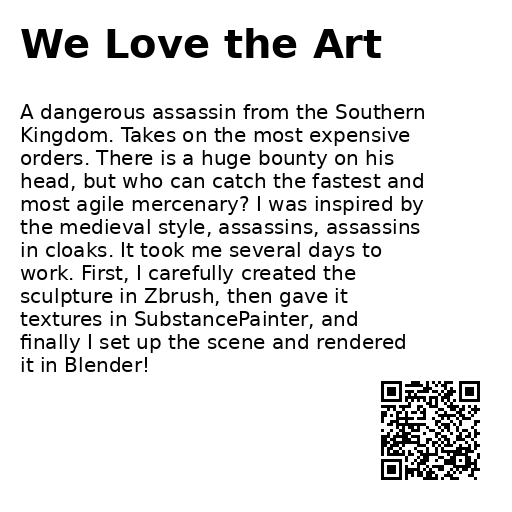 We Love the Art
A dangerous assassin from the Southern
Kingdom. Takes on the most expensive
orders. There is a huge bounty on his
head, but who can catch the fastest and
most agile mercenary? I was inspired by
the medieval style, assassins, assassins
in cloaks. It took me several days to
work. First, I carefully created the
sculpture in Zbrush, then gave it
textures in SubstancePainter, and
finally I set up the scene and rendered
it in Blender!